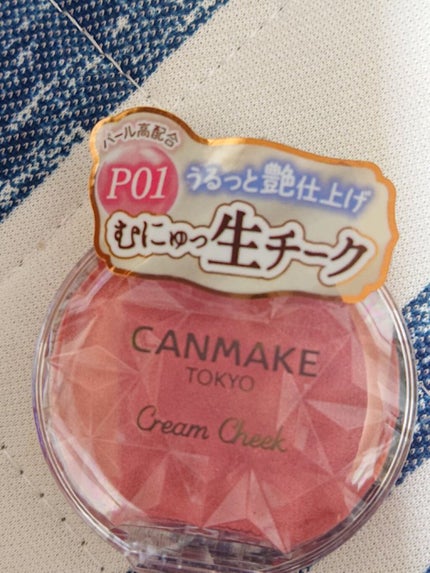 パール高配合
P01
うるっと艶仕上げ
むにゅっ生チーク
CANMAKE
TOKYO
Cream Cheek